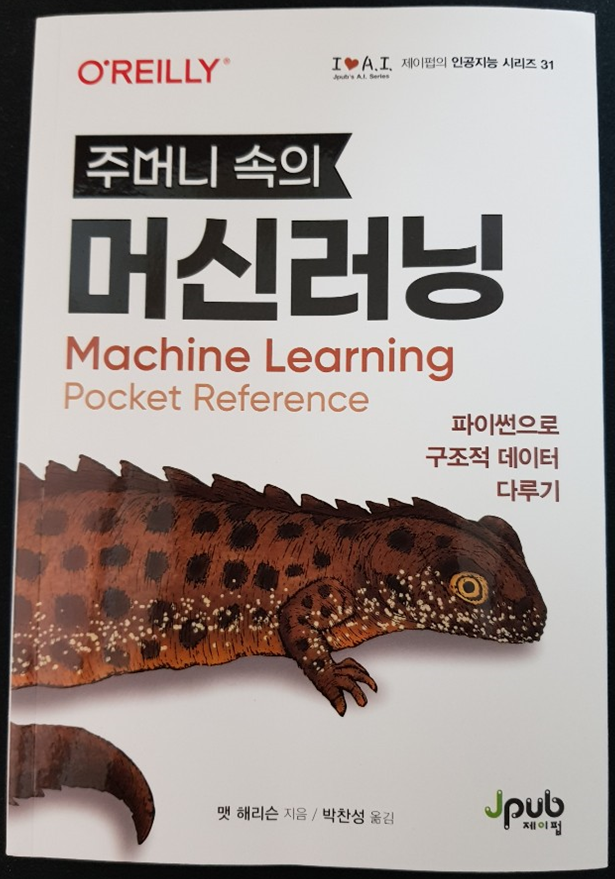 O'REILLY®
I♥A.I. 제이펍의 인공지능 시리즈 31
Jpub's A.I. Series
주머니 속의
머신러닝
Machine Learning
Pocket Reference
파이썬으로
구조적 데이터
다루기
맷 해리슨 지음 / 박찬성 옮김
Jpub
제이펍